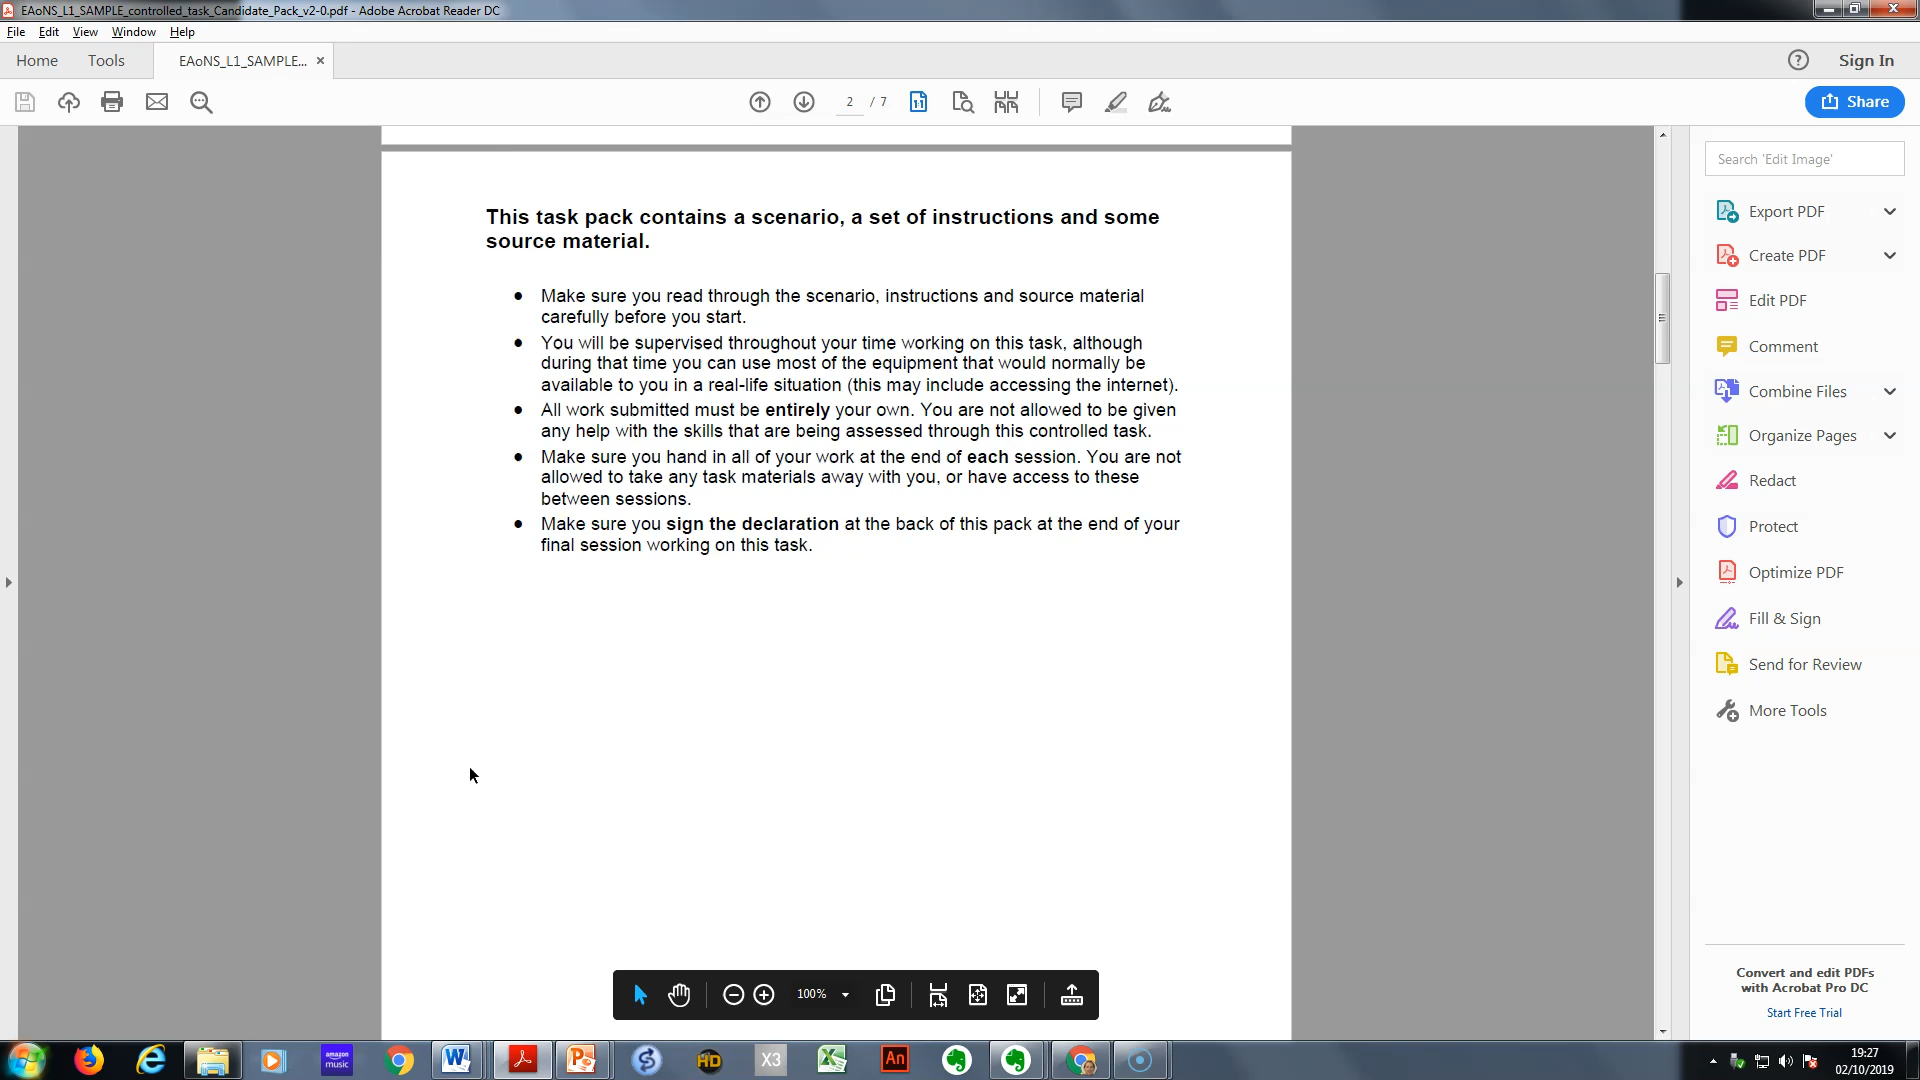 EAoNS_L1_SAMPLE_controlled_task_Candidate_Pack_v2-0.pdf - Adobe Acrobat Reader DC
File Edit View Window Help
Home Tools EAoNS_L1_SAMPLE... × Sign In
2 / 7 Share
This task pack contains a scenario, a set of instructions and some
source material.
● Make sure you read through the scenario, instructions and source material
carefully before you start.
● You will be supervised throughout your time working on this task, although
during that time you can use most of the equipment that would normally be
available to you in a real-life situation (this may include accessing the internet).
● All work submitted must be entirely your own. You are not allowed to be given
any help with the skills that are being assessed through this controlled task.
● Make sure you hand in all of your work at the end of each session. You are not
allowed to take any task materials away with you, or have access to these
between sessions.
● Make sure you sign the declaration at the back of this pack at the end of your
final session working on this task.
100%
Search 'Edit Image'
Export PDF
Create PDF
Edit PDF
Comment
Combine Files
Organize Pages
Redact
Protect
Optimize PDF
Fill & Sign
Send for Review
More Tools
Convert and edit PDFs
with Acrobat Pro DC
Start Free Trial
amazon
music
HD
X3
An
19:27
02/10/2019